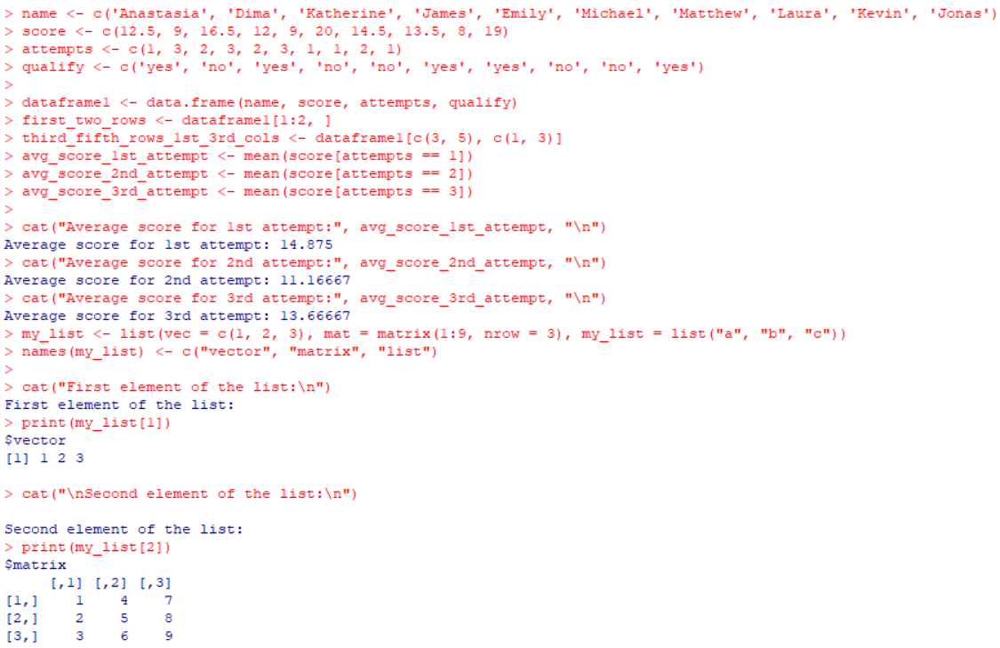 > name <- c('Anastasia', 'Dima', 'Katherine', 'James', 'Emily', 'Michael', 'Matthew', 'Laura', 'Kevin', 'Jonas')
> score <- c(12.5, 9, 16.5, 12, 9, 20, 14.5, 13.5, 8, 19)
> attempts <- c(1, 3, 2, 3, 2, 3, 1, 1, 2, 1)
> qualify <- c('yes', 'no', 'yes', 'no', 'no', 'yes', 'yes', 'no', 'no', 'yes')
>
> dataframe1 <- data.frame(name, score, attempts, qualify)
> first_two_rows <- dataframe1[1:2, ]
> third_fifth_rows_1st_3rd_cols <- dataframe1[c(3, 5), c(1, 3)]
> avg_score_1st_attempt <- mean(score[attempts == 1])
> avg_score_2nd_attempt <- mean(score[attempts == 2])
> avg_score_3rd_attempt <- mean(score[attempts == 3])
>
> cat("Average score for 1st attempt:", avg_score_1st_attempt, "\n")
Average score for 1st attempt: 14.875
> cat("Average score for 2nd attempt:", avg_score_2nd_attempt, "\n")
Average score for 2nd attempt: 11.16667
> cat("Average score for 3rd attempt:", avg_score_3rd_attempt, "\n")
Average score for 3rd attempt: 13.66667
> my_list <- list(vec = c(1, 2, 3), mat = matrix(1:9, nrow = 3), my_list = list("a", "b", "c"))
> names(my_list) <- c("vector", "matrix", "list")
>
> cat("First element of the list:\n")
First element of the list:
> print(my_list[1])
$vector
[1] 1 2 3
> cat("\nSecond element of the list:\n")
Second element of the list:
> print(my_list[2])
$matrix
     [,1] [,2] [,3]
[1,]    1    4    7
[2,]    2    5    8
[3,]    3    6    9